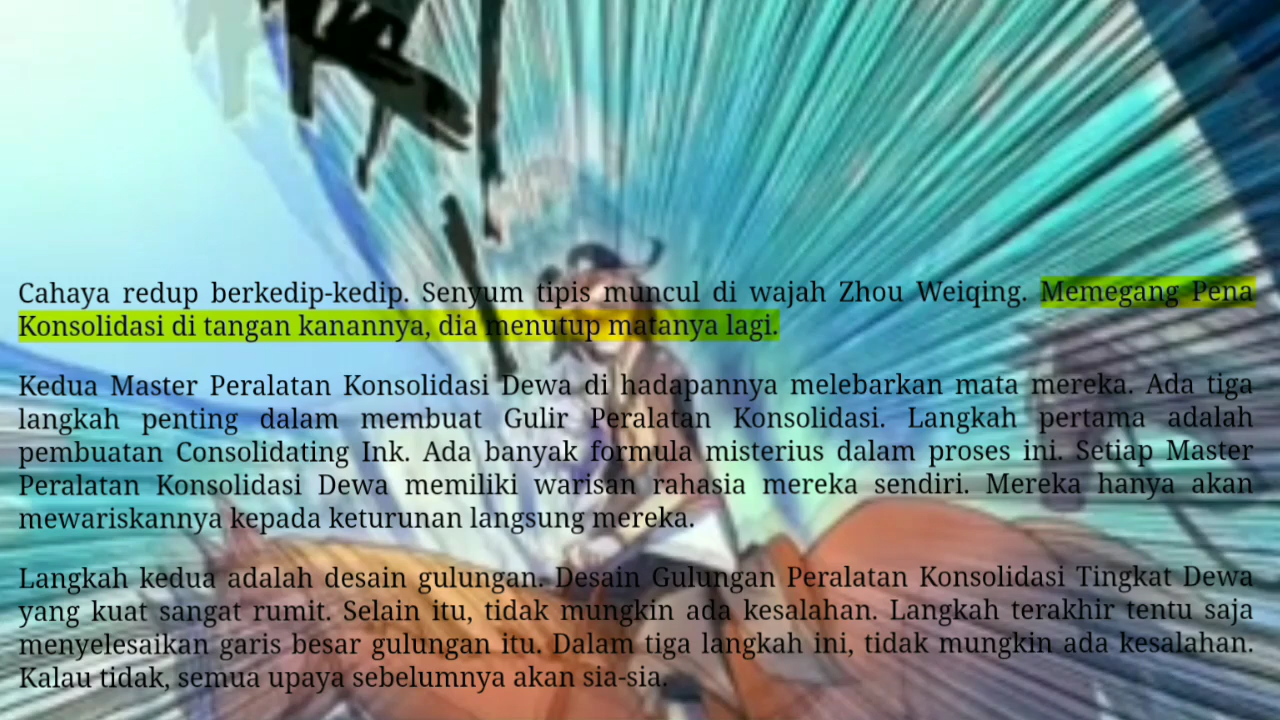 Cahaya redup berkedip-kedip. Senyum tipis muncul di wajah Zhou Weiqing. Memegang Pena
Konsolidasi di tangan kanannya, dia menutup matanya lagi.
Kedua Master Peralatan Konsolidasi Dewa di hadapannya melebarkan mata mereka. Ada tiga
langkah penting dalam membuat Gulir Peralatan Konsolidasi. Langkah pertama adalah
pembuatan Consolidating Ink. Ada banyak formula misterius dalam proses ini. Setiap Master
Peralatan Konsolidasi Dewa memiliki warisan rahasia mereka sendiri. Mereka hanya akan
mewariskannya kepada keturunan langsung mereka.
Langkah kedua adalah desain gulungan. Desain Gulungan Peralatan Konsolidasi Tingkat Dewa
yang kuat sangat rumit. Selain itu, tidak mungkin ada kesalahan. Langkah terakhir tentu saja
menyelesaikan garis besar gulungan itu. Dalam tiga langkah ini, tidak mungkin ada kesalahan.
Kalau tidak, semua upaya sebelumnya akan sia-sia.